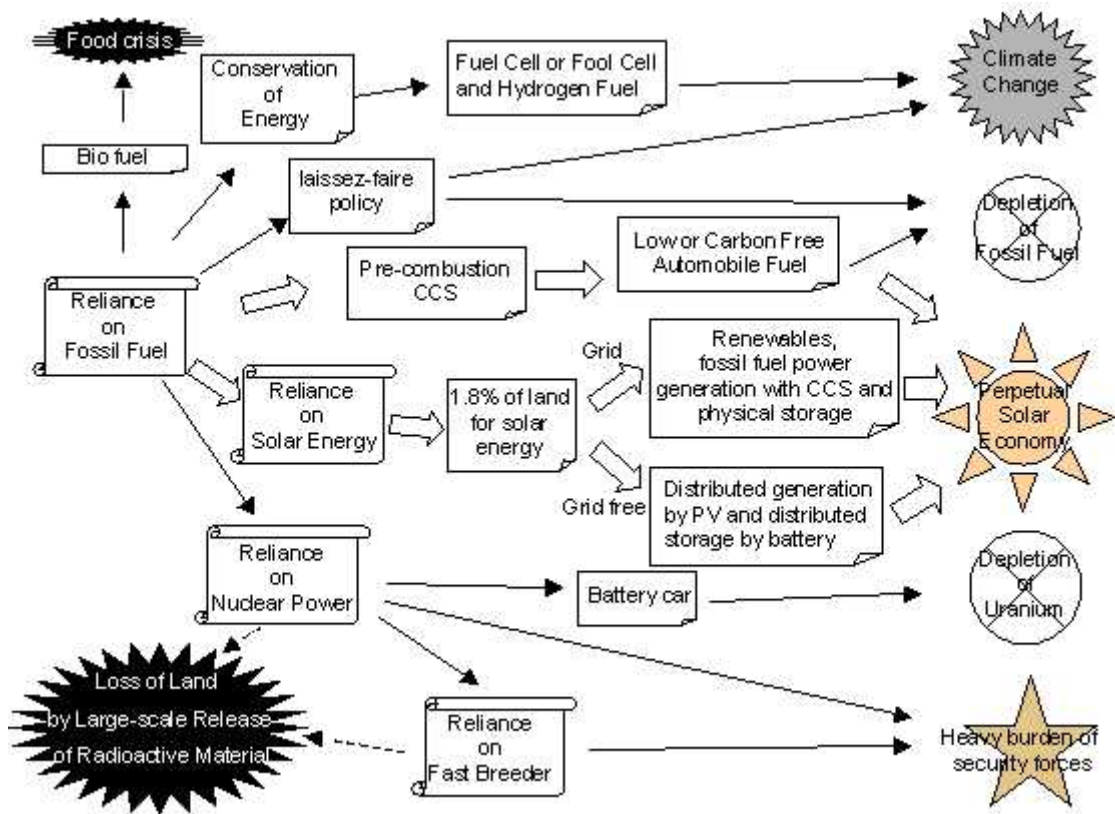 Food crisis
Conservation
of
Energy
Fuel Cell or Fool Cell
and Hydrogen Fuel
Climate
Change
Bio fuel
laissez-faire
policy
Depletion
of
Fossil Fuel
Low or Carbon Free
Automobile Fuel
Pre-combustion
CCS
Reliance
on
Fossil Fuel
Grid
Renewables,
fossil fuel power
generation with CCS and
physical storage
Perpetual
Solar
Economy
Reliance
on
Solar Energy
1.8% of land
for solar
energy
Grid free
Distributed generation
by PV and distributed
storage by battery
Reliance
on
Nuclear Power
Battery car
Depletion
of
Uranium
Loss of Land
by Large-scale Release
of Radioactive Material
Reliance
on
Fast Breeder
Heavy burden of
security forces